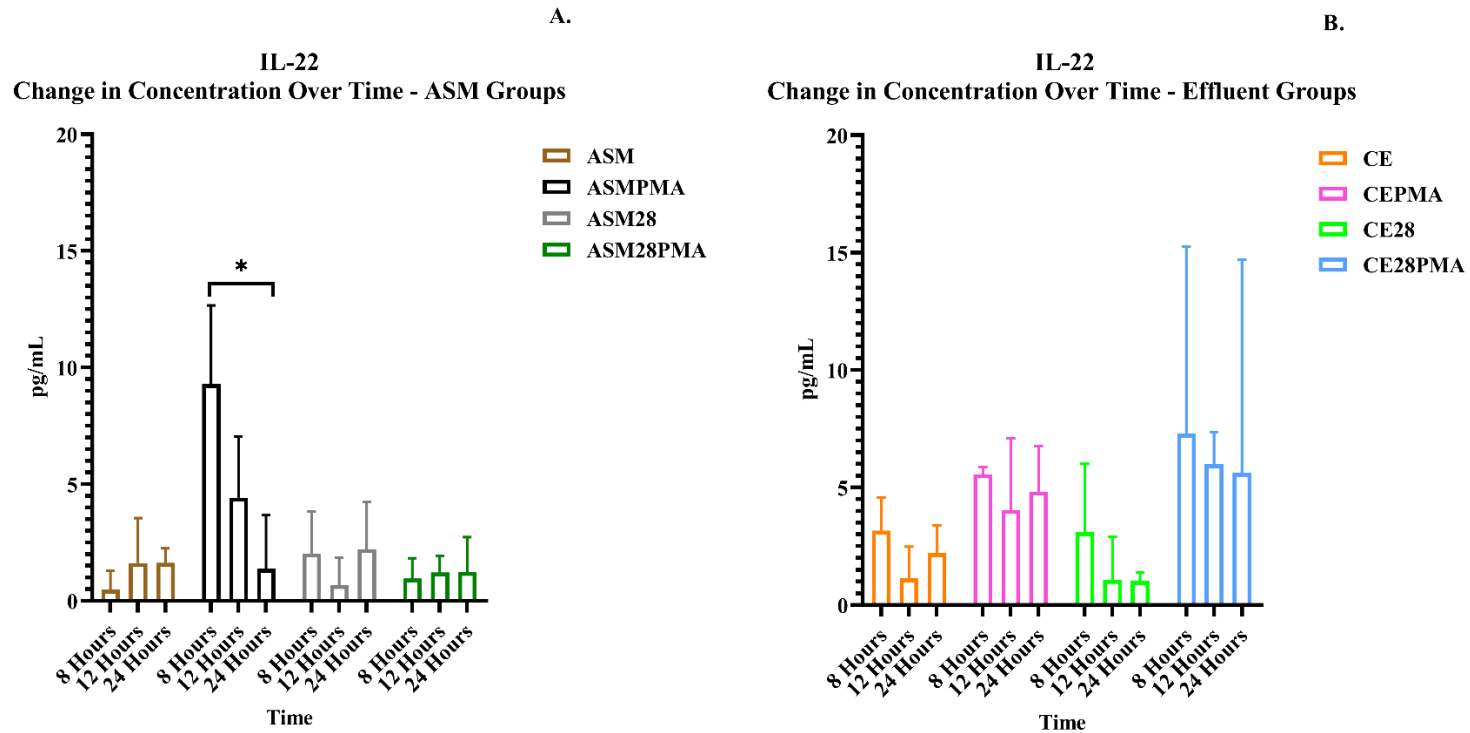 A.
IL-22
Change in Concentration Over Time - ASM Groups
20
15
10
5
0
pg/mL
*
ASM
ASMPMA
ASM28
ASM28PMA
8 Hours
12 Hours
24 Hours
8 Hours
12 Hours
24 Hours
8 Hours
12 Hours
24 Hours
8 Hours
12 Hours
24 Hours
Time
B.
IL-22
Change in Concentration Over Time - Effluent Groups
20
15
10
5
0
pg/mL
CE
CEPMA
CE28
CE28PMA
8 Hours
12 Hours
24 Hours
8 Hours
12 Hours
24 Hours
8 Hours
12 Hours
24 Hours
8 Hours
12 Hours
24 Hours
Time